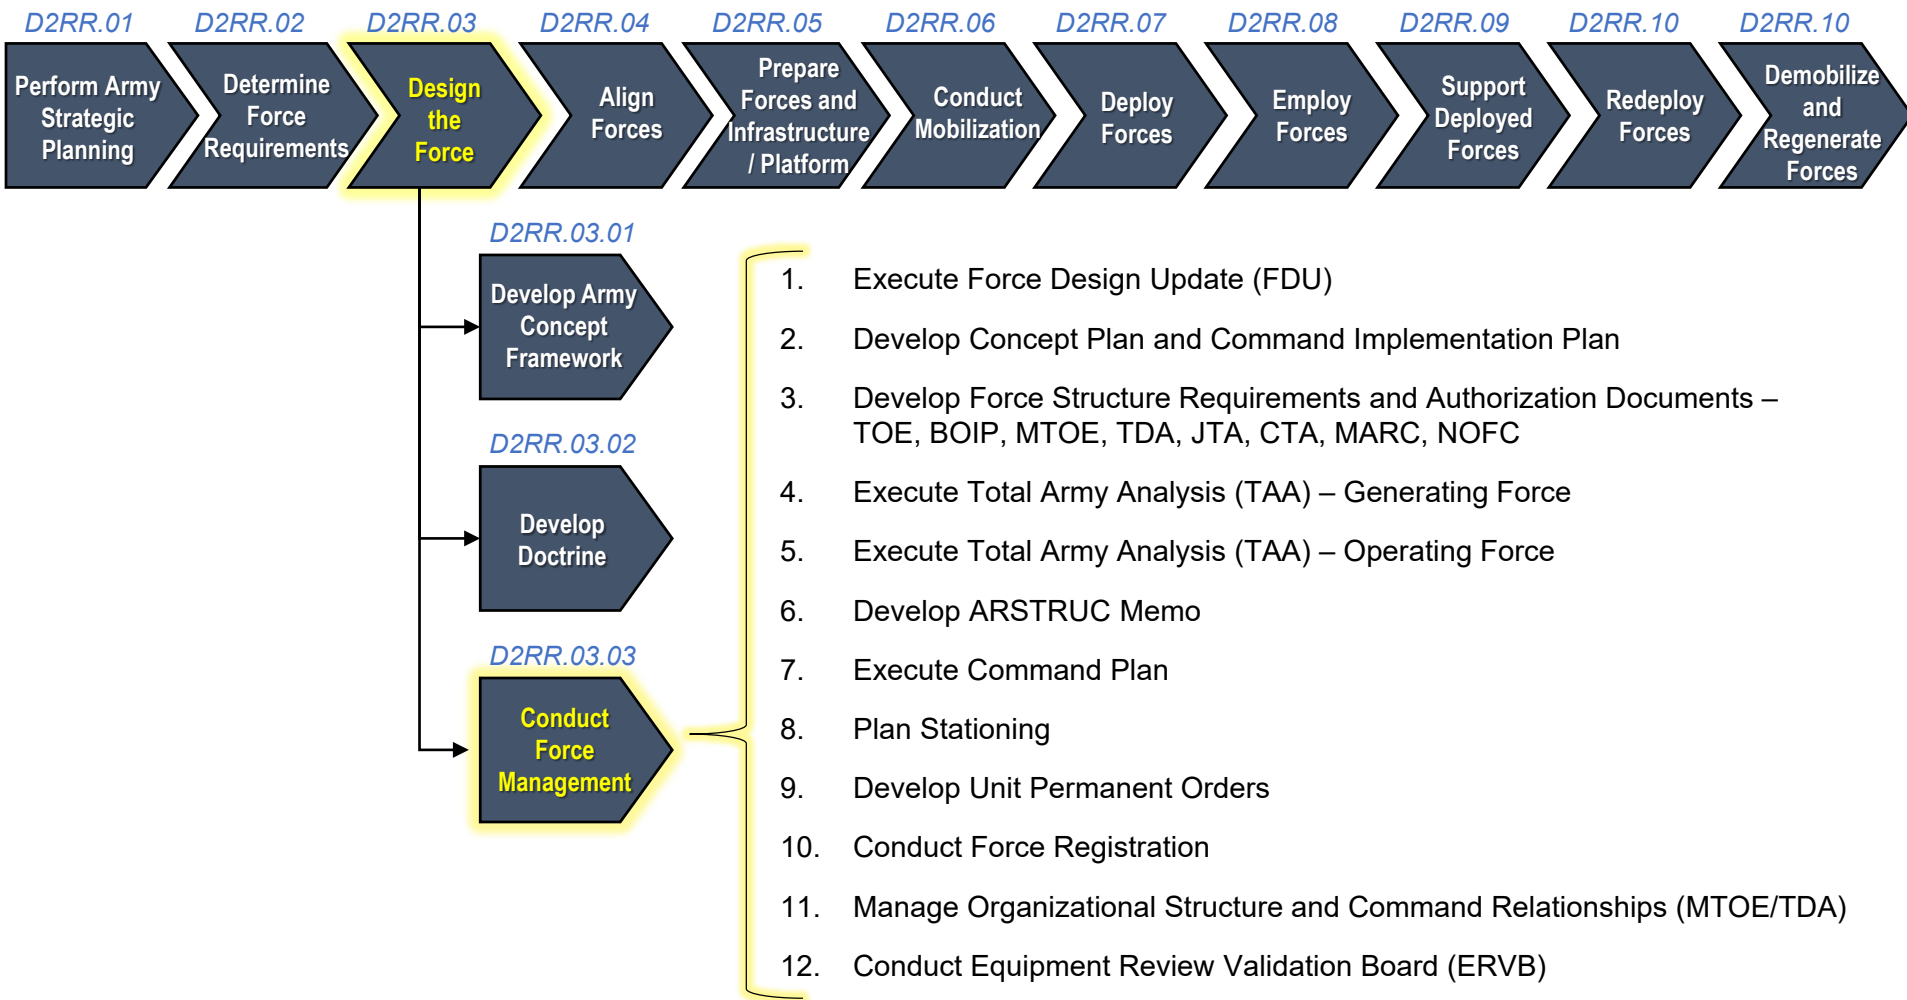 D2RR.01 D2RR.02 D2RR.03 D2RR.04 D2RR.05 D2RR.06 D2RR.07 D2RR.08 D2RR.09 D2RR.10 D2RR.10
Perform Army
Strategic
Planning
Determine
Force
Requirements
Design
the
Force
Align
Forces
Prepare
Forces and
Infrastructure
/ Platform
Conduct
Mobilization
Deploy
Forces
Employ
Forces
Support
Deployed
Forces
Redeploy
Forces
Demobilize
and
Regenerate
Forces
D2RR.03.01
Develop Army
Concept
Framework
D2RR.03.02
Develop
Doctrine
D2RR.03.03
Conduct
Force
Management
1. Execute Force Design Update (FDU)
2. Develop Concept Plan and Command Implementation Plan
3. Develop Force Structure Requirements and Authorization Documents –
TOE, BOIP, MTOE, TDA, JTA, CTA, MARC, NOFC
4. Execute Total Army Analysis (TAA) – Generating Force
5. Execute Total Army Analysis (TAA) – Operating Force
6. Develop ARSTRUC Memo
7. Execute Command Plan
8. Plan Stationing
9. Develop Unit Permanent Orders
10. Conduct Force Registration
11. Manage Organizational Structure and Command Relationships (MTOE/TDA)
12. Conduct Equipment Review Validation Board (ERVB)